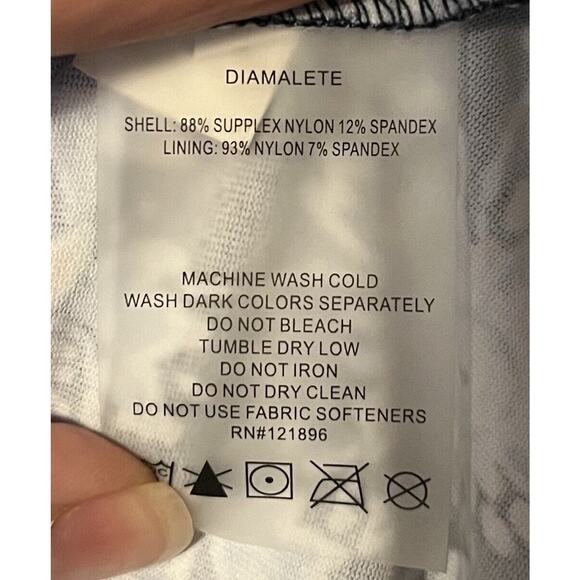 DIAMALETE
SHELL: 88% SUPPLEX NYLON 12% SPANDEX
LINING: 93% NYLON 7% SPANDEX
MACHINE WASH COLD
WASH DARK COLORS SEPARATELY
DO NOT BLEACH
TUMBLE DRY LOW
DO NOT IRON
DO NOT DRY CLEAN
DO NOT USE FABRIC SOFTENERS
RN#121896